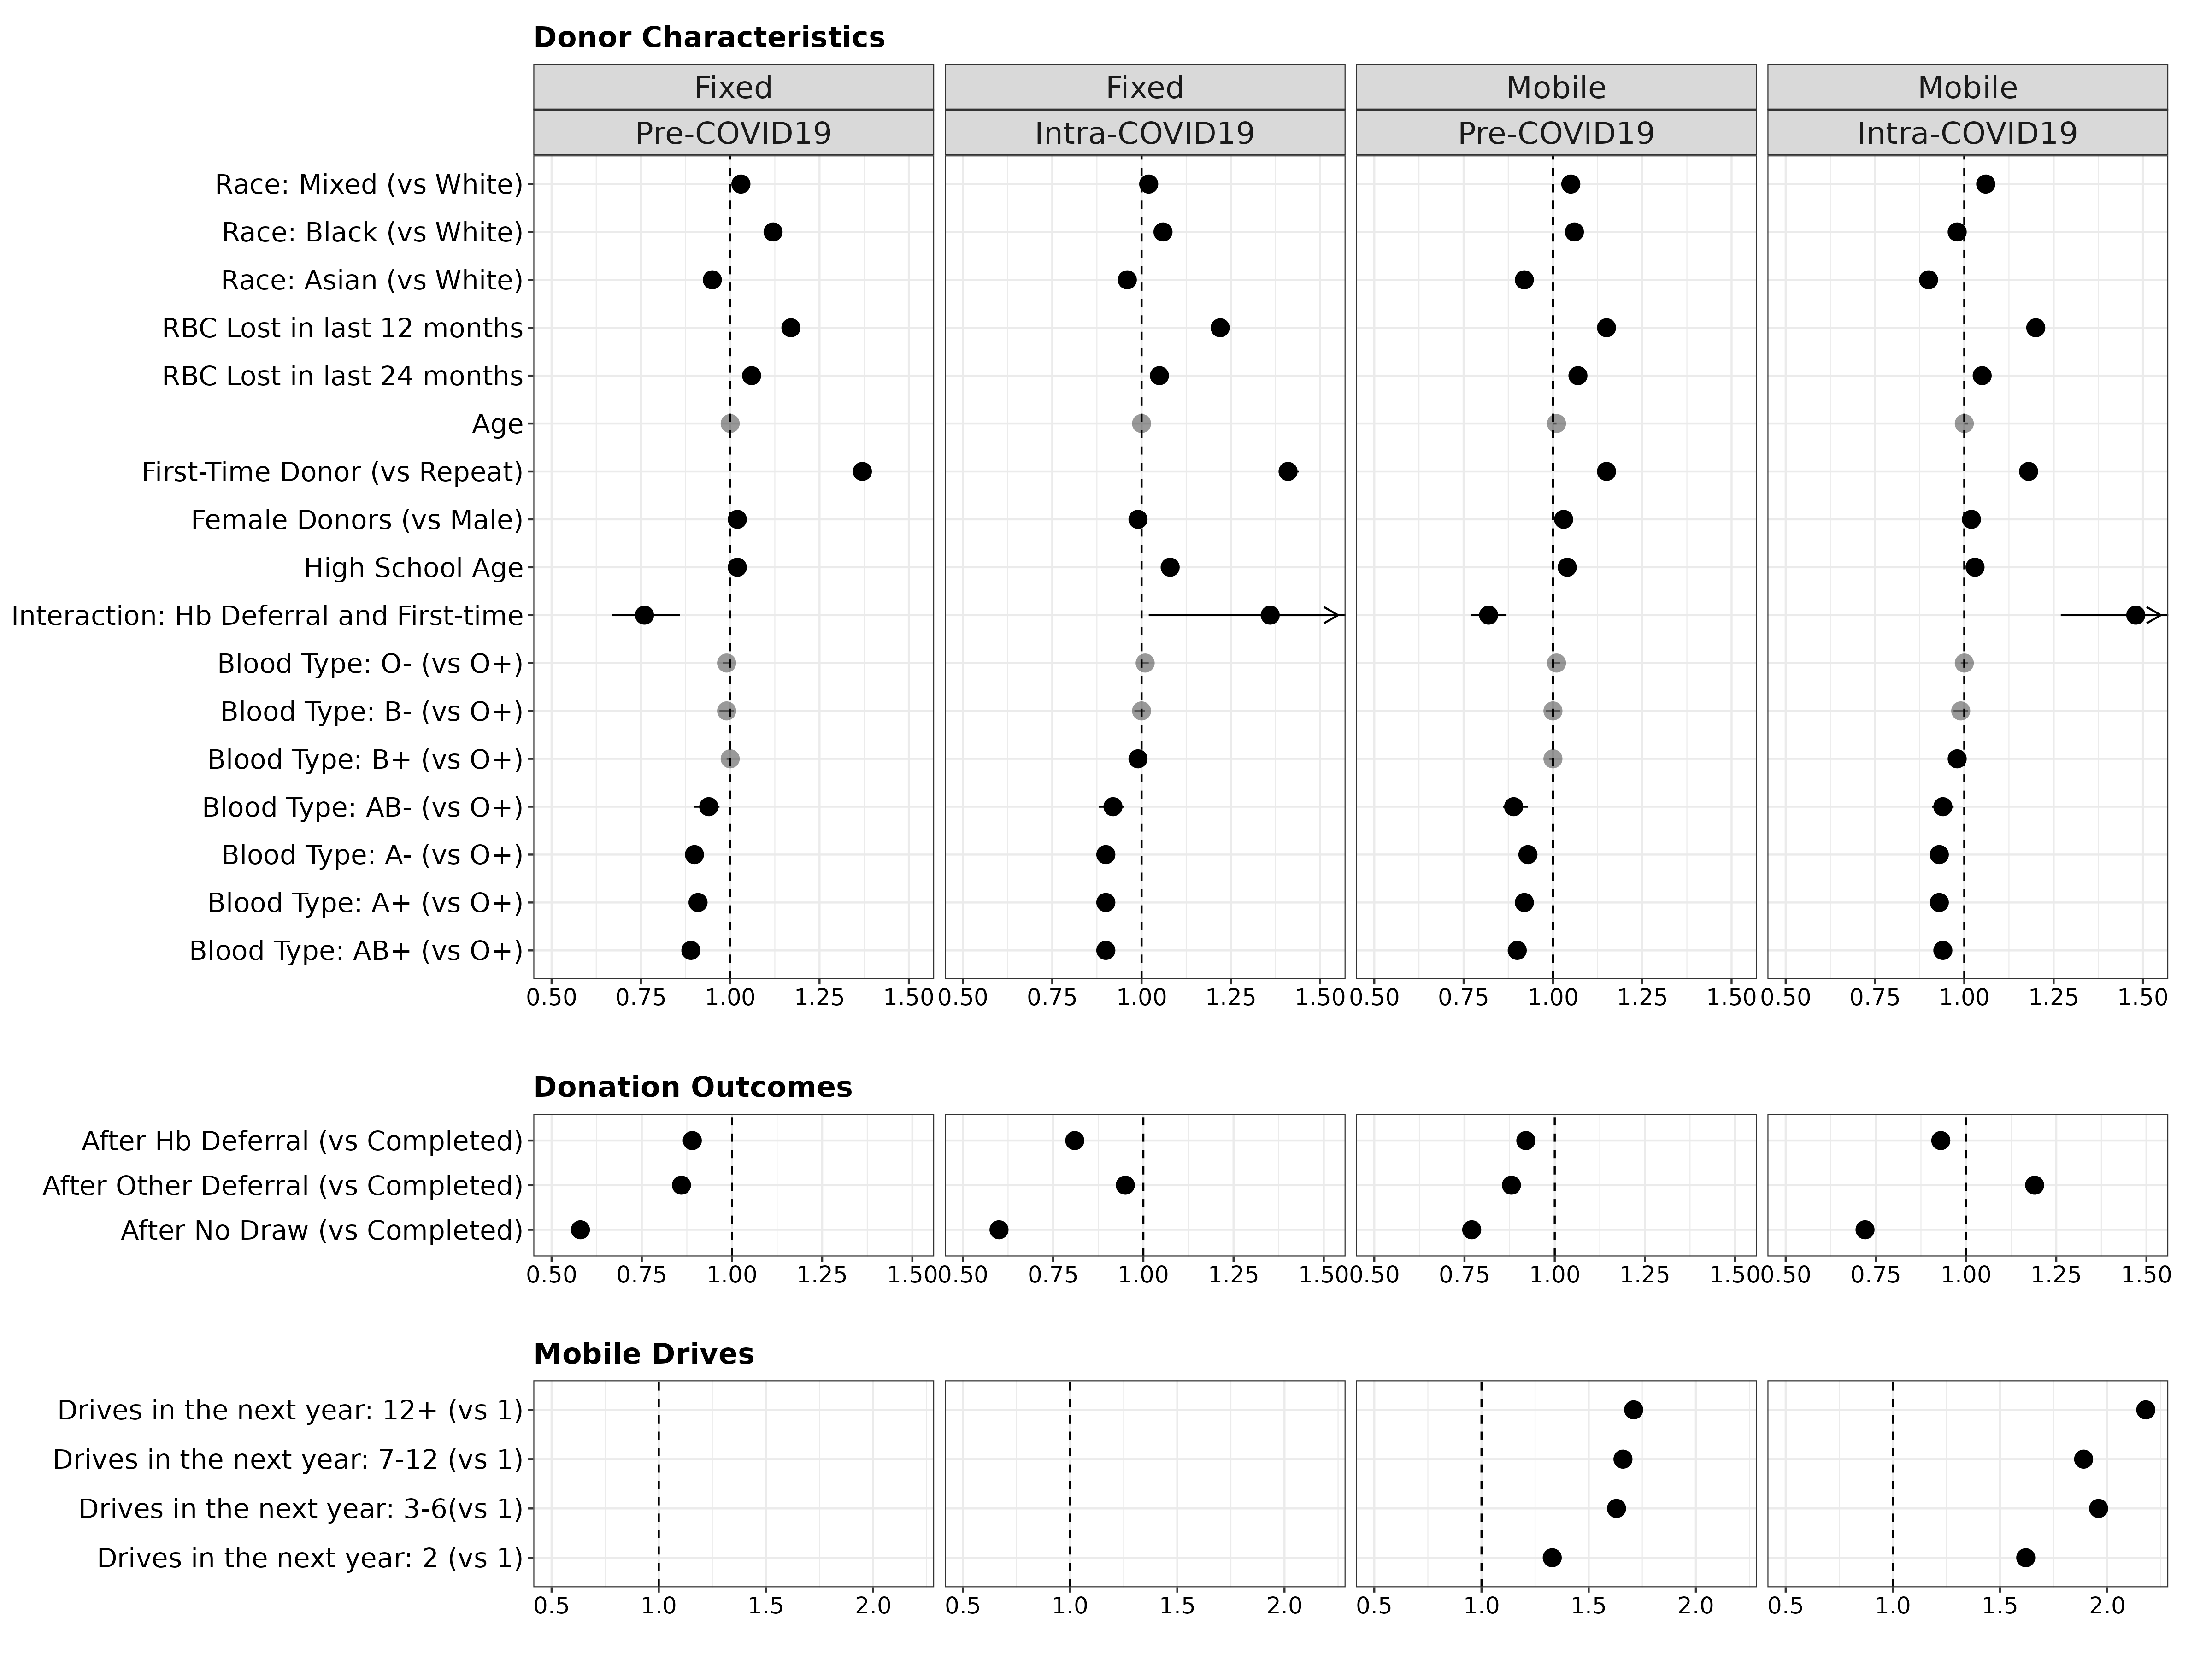 Donor Characteristics
Fixed Fixed Mobile Mobile
Pre-COVID19 Intra-COVID19 Pre-COVID19 Intra-COVID19
Race: Mixed (vs White)
Race: Black (vs White)
Race: Asian (vs White)
RBC Lost in last 12 months
RBC Lost in last 24 months
Age
First-Time Donor (vs Repeat)
Female Donors (vs Male)
High School Age
Interaction: Hb Deferral and First-time
Blood Type: O- (vs O+)
Blood Type: B- (vs O+)
Blood Type: B+ (vs O+)
Blood Type: AB- (vs O+)
Blood Type: A- (vs O+)
Blood Type: A+ (vs O+)
Blood Type: AB+ (vs O+)
0.50 0.75 1.00 1.25 1.50 0.50 0.75 1.00 1.25 1.50 0.50 0.75 1.00 1.25 1.50 0.50 0.75 1.00 1.25 1.50
Donation Outcomes
After Hb Deferral (vs Completed)
After Other Deferral (vs Completed)
After No Draw (vs Completed)
0.50 0.75 1.00 1.25 1.50 0.50 0.75 1.00 1.25 1.50 0.50 0.75 1.00 1.25 1.50 0.50 0.75 1.00 1.25 1.50
Mobile Drives
Drives in the next year: 12+ (vs 1)
Drives in the next year: 7-12 (vs 1)
Drives in the next year: 3-6(vs 1)
Drives in the next year: 2 (vs 1)
0.5 1.0 1.5 2.0 0.5 1.0 1.5 2.0 0.5 1.0 1.5 2.0 0.5 1.0 1.5 2.0